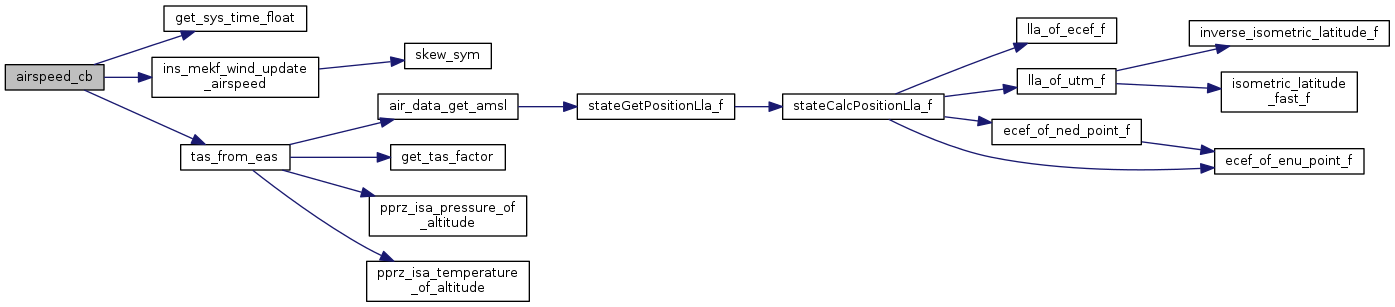 airspeed_cb
get_sys_time_float
ins_mekf_wind_update
_airspeed
skew_sym
tas_from_eas
air_data_get_amsl
get_tas_factor
pprz_isa_pressure_of
_altitude
pprz_isa_temperature
_of_altitude
stateGetPositionLla_f
stateCalcPositionLla_f
lla_of_ecef_f
lla_of_utm_f
inverse_isometric_latitude_f
isometric_latitude
_fast_f
ecef_of_ned_point_f
ecef_of_enu_point_f